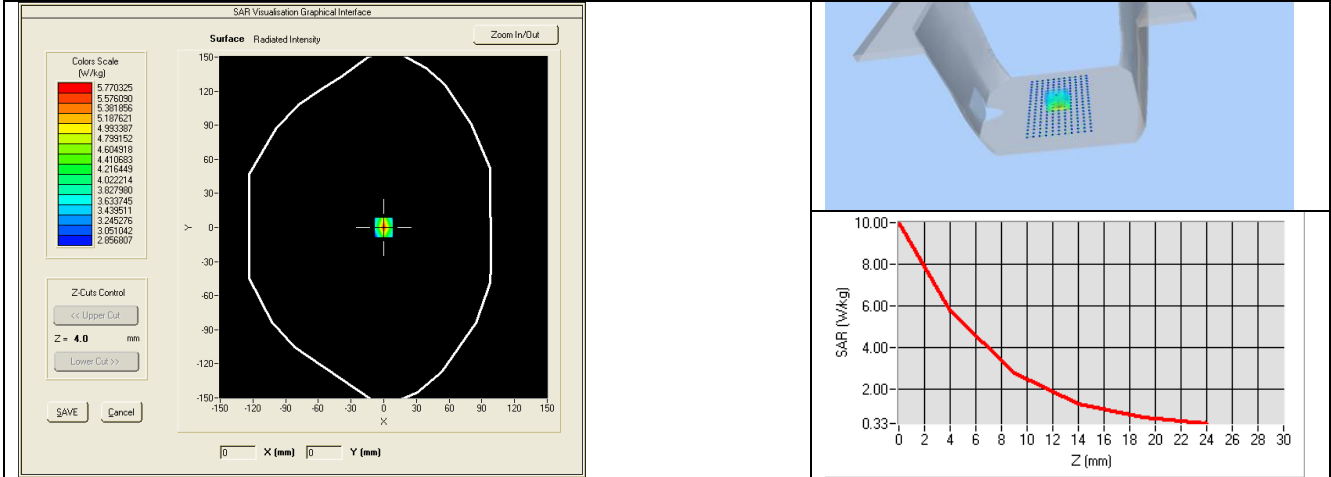 SAR Visualisation Graphical Interface
Surface Radiated Intensity
Zoom In/Out
Colors Scale
(W/kg)
5.770325
5.576090
5.381856
5.187621
4.993387
4.799152
4.604918
4.410683
4.216449
4.022214
3.827980
3.633745
3.439511
3.245276
3.051042
2.856807
Z-Cuts Control
<< Upper Cut
Z = 4.0 mm
Lower Cut >>
SAVE Cancel
150
120
90
60
30
0
-30
-60
-90
-120
-150
Y
-150 -120 -90 -60 -30 0 30 60 90 120 150
X
0 X (mm) 0 Y (mm)
10.00
8.00
6.00
4.00
2.00
0.33
SAR (W/kg)
0 2 4 6 8 10 12 14 16 18 20 22 24 26 28 30
Z (mm)